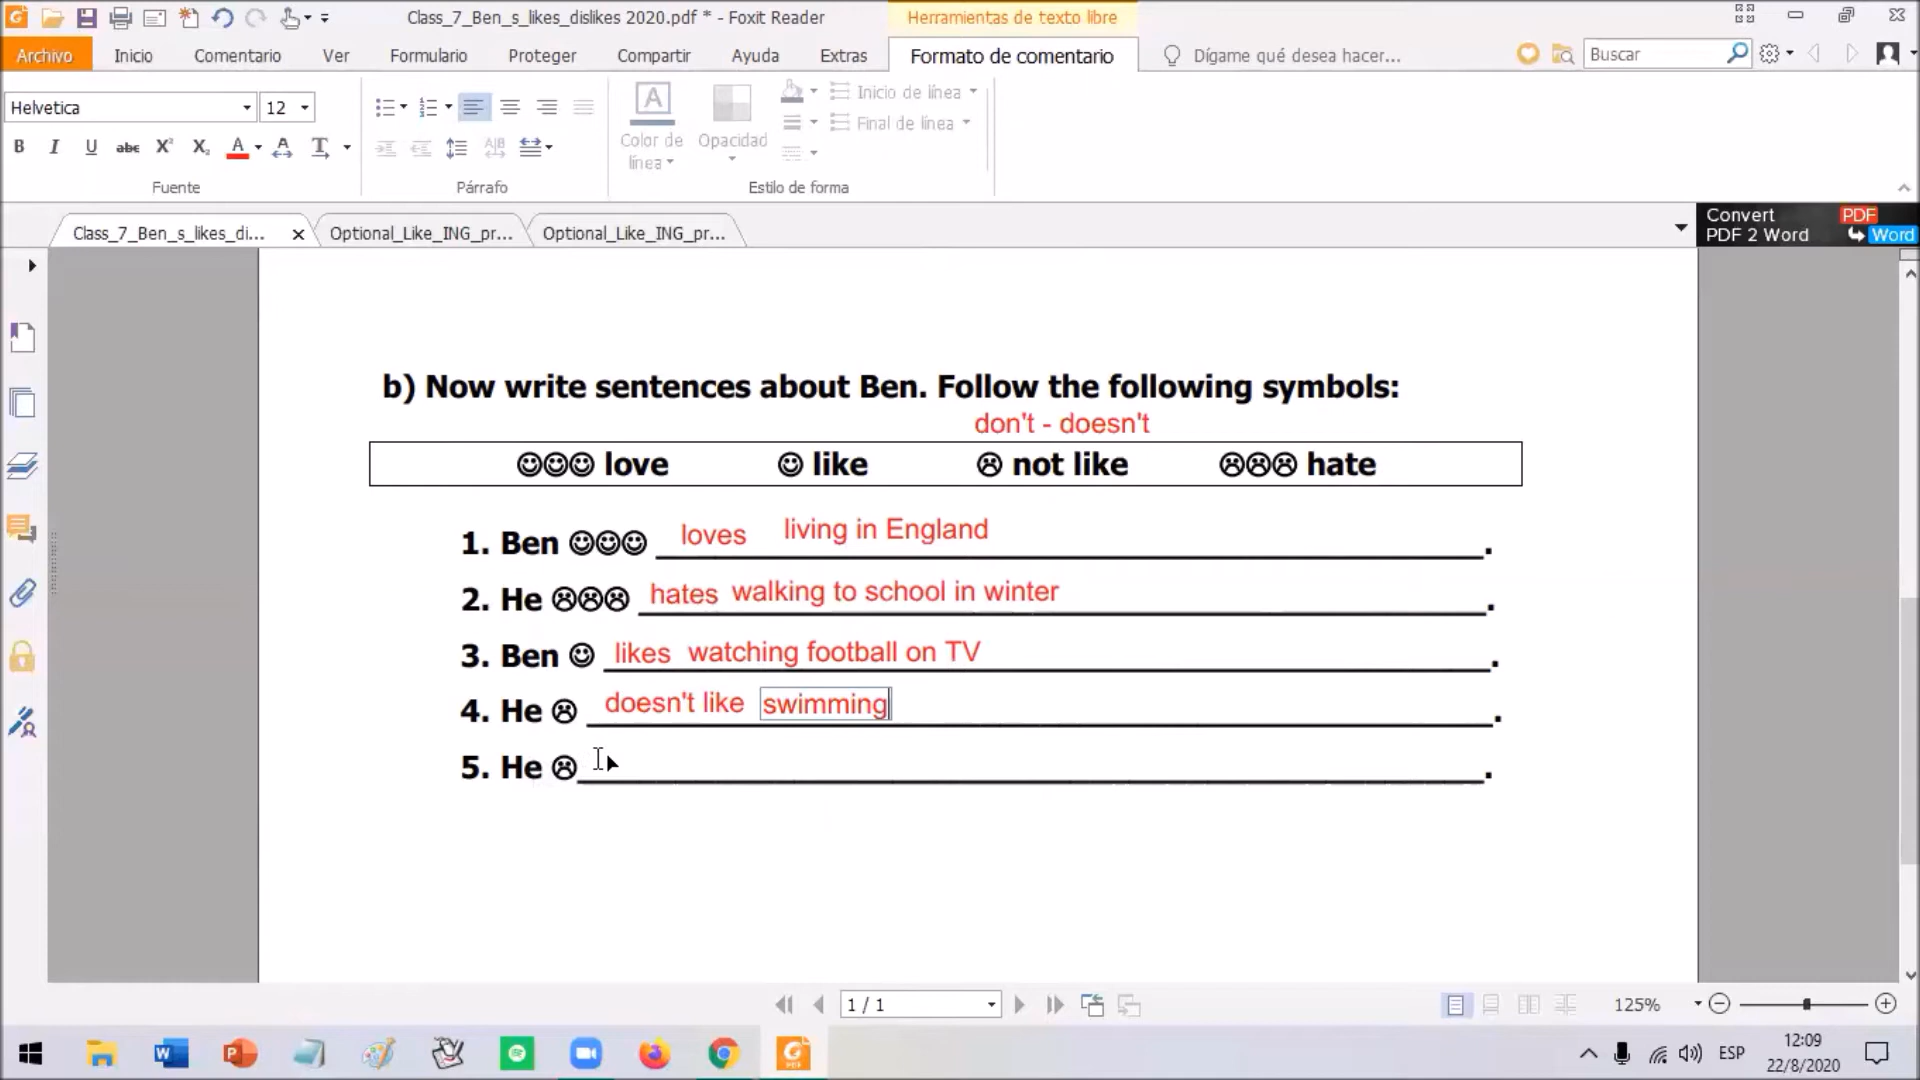 Class_7_Ben_s_likes_dislikes 2020.pdf * - Foxit Reader
Herramientas de texto libre
Archivo Inicio Comentario Ver Formulario Proteger Compartir Ayuda Extras Formato de comentario Dígame qué desea hacer... Buscar
Helvetica 12
Color de línea
Opacidad
Inicio de línea
Final de línea
Fuente Párrafo Estilo de forma
Class_7_Ben_s_likes_di... Optional_Like_ING_pr... Optional_Like_ING_pr...
Convert PDF
PDF 2 Word Word
b) Now write sentences about Ben. Follow the following symbols:
don't - doesn't
☺☺☺ love ☺ like ☹ not like ☹☹☹ hate
1. Ben ☺☺☺ loves living in England.
2. He ☹☹☹ hates walking to school in winter.
3. Ben ☺ likes watching football on TV.
4. He ☹ doesn't like swimming.
5. He ☹.
1 / 1
125%
ESP
12:09
22/8/2020